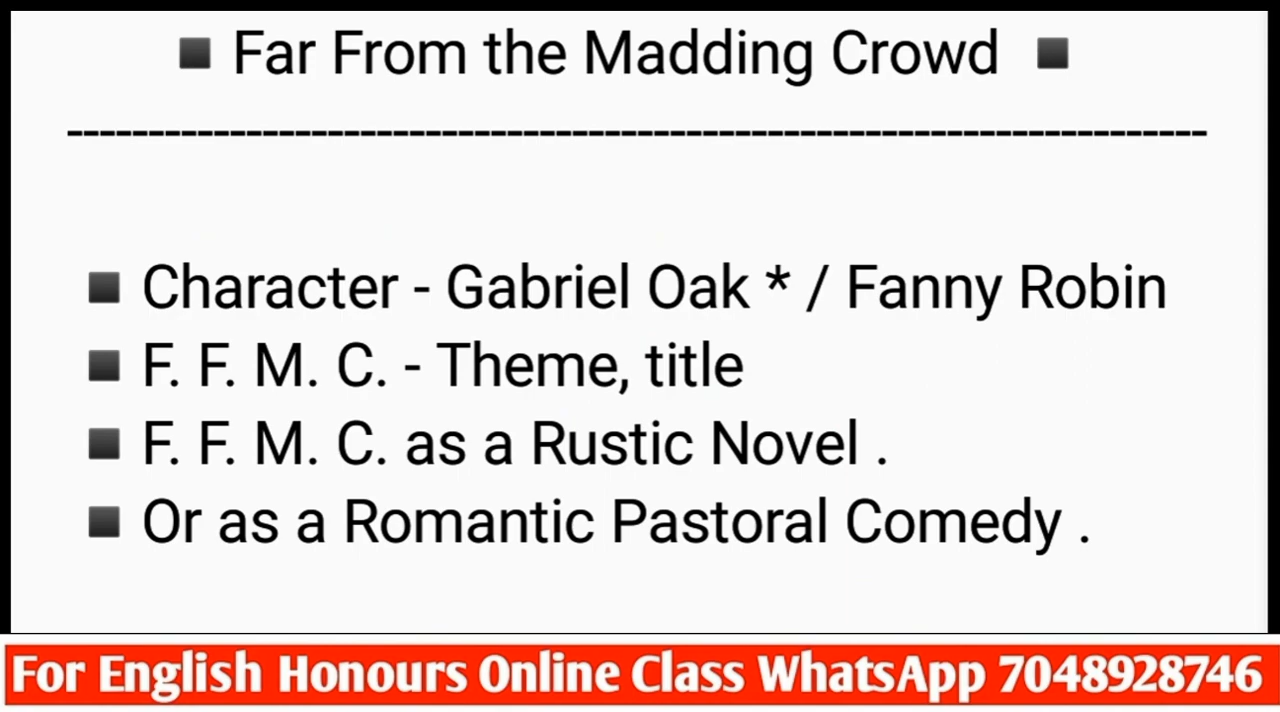 ◾ Far From the Madding Crowd ◾
-----------------------------------------------------------------------
◾ Character - Gabriel Oak * / Fanny Robin
◾ F. F. M. C. - Theme, title
◾ F. F. M. C. as a Rustic Novel .
◾ Or as a Romantic Pastoral Comedy .
For English Honours Online Class WhatsApp 7048928746